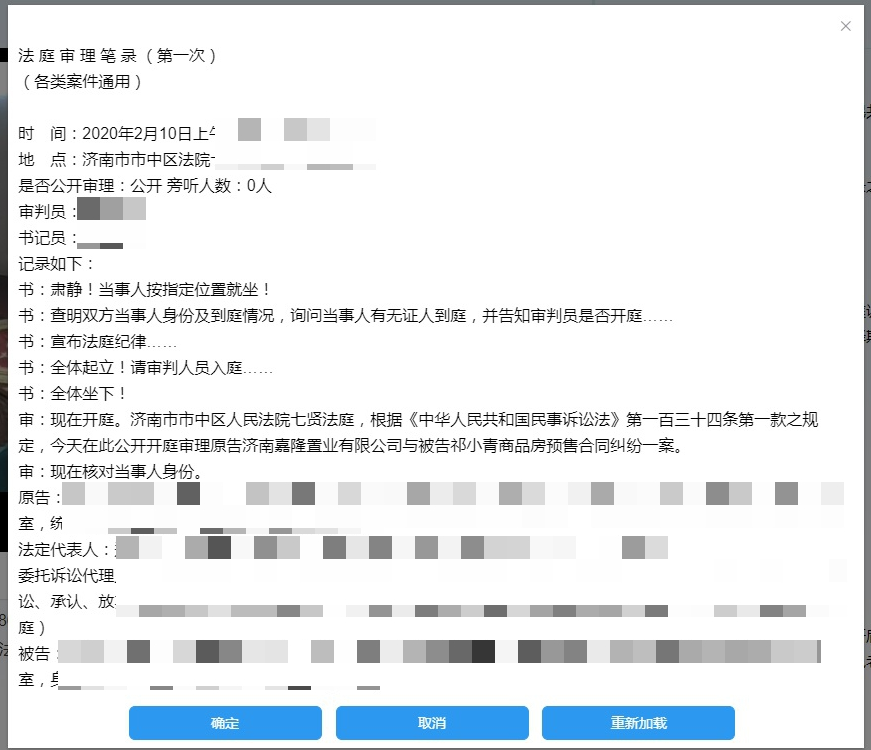 法 庭 审 理 笔 录（第一次）
（各类案件通用）
时　间：2020年2月10日上
地　点：济南市市中区法院
是否公开审理：公开 旁听人数：0人
审判员：
书记员：
记录如下：
书：肃静！当事人按指定位置就坐！
书：查明双方当事人身份及到庭情况，询问当事人有无证人到庭，并告知审判员是否开庭……
书：宣布法庭纪律……
书：全体起立！请审判人员入庭……
书：全体坐下！
审：现在开庭。济南市市中区人民法院七贤法庭，根据《中华人民共和国民事诉讼法》第一百三十四条第一款之规
定，今天在此公开开庭审理原告济南嘉隆置业有限公司与被告祁小青商品房预售合同纠纷一案。
审：现在核对当事人身份。
原告：
室，统
法定代表人：
委托诉讼代理
讼、承认、放
庭）
被告：
室，身
确定 取消 重新加载